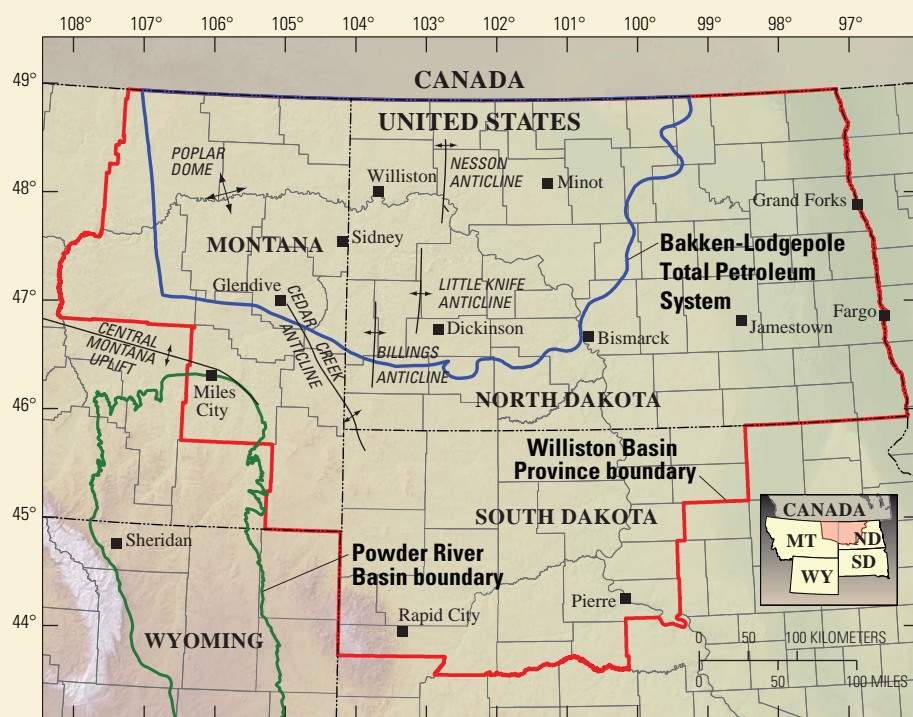 108° 107° 106° 105° 104° 103° 102° 101° 100° 99° 98° 97°
49°
48°
47°
46°
45°
44°
CANADA
UNITED STATES
POPLAR
DOME
Williston
NESSON
ANTICLINE
Minot
Grand Forks
MONTANA
Sidney
Bakken-Lodgepole
Total Petroleum
System
Glendive
CEDAR CREEK
ANTICLINE
LITTLE KNIFE
ANTICLINE
Dickinson
BILLINGS
ANTICLINE
Bismarck
Jamestown
Fargo
CENTRAL
MONTANA
UPLIFT
Miles
City
NORTH DAKOTA
Williston Basin
Province boundary
SOUTH DAKOTA
Sheridan
Powder River
Basin boundary
Rapid City
Pierre
WYOMING
CANADA
MT
ND
SD
WY
0 50 100 KILOMETERS
0 50 100 MILES